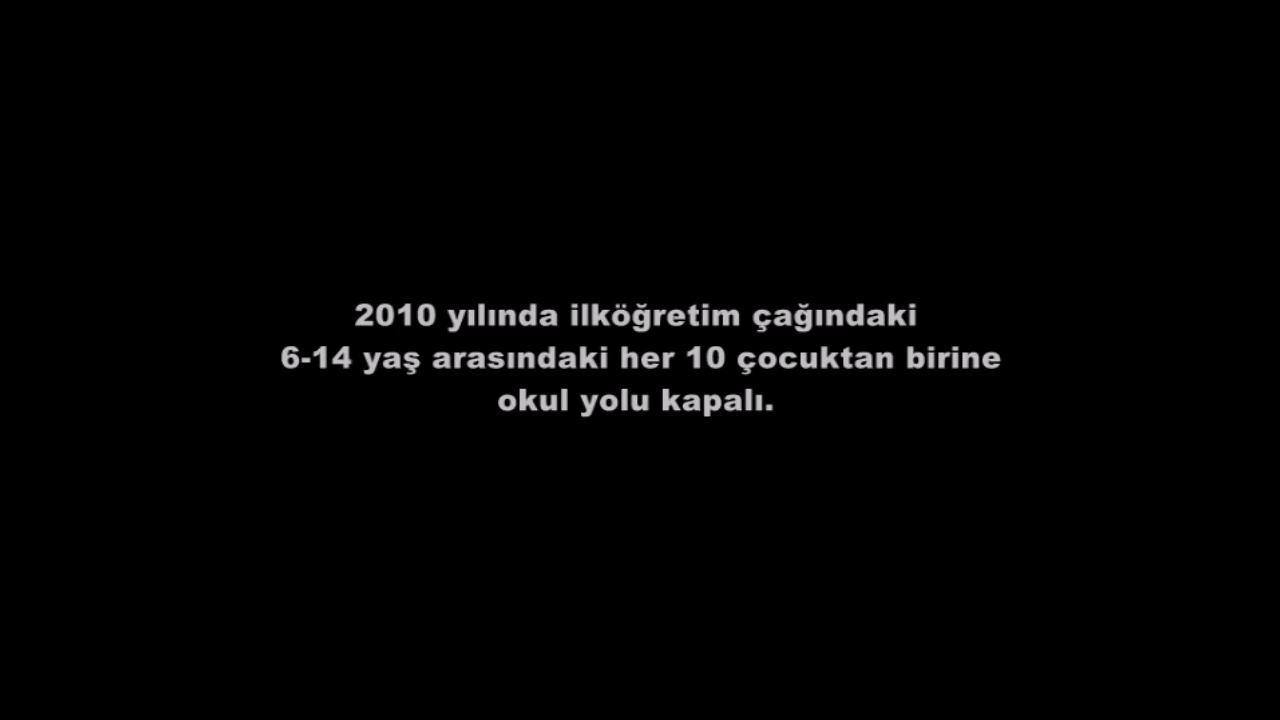 2010 yılında ilköğretim çağındaki
6-14 yaş arasındaki her 10 çocuktan birine
okul yolu kapalı.